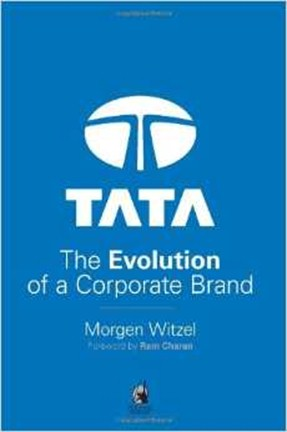 TATA
The Evolution
of a Corporate Brand
Morgen Witzel
Foreword by Ram Charan